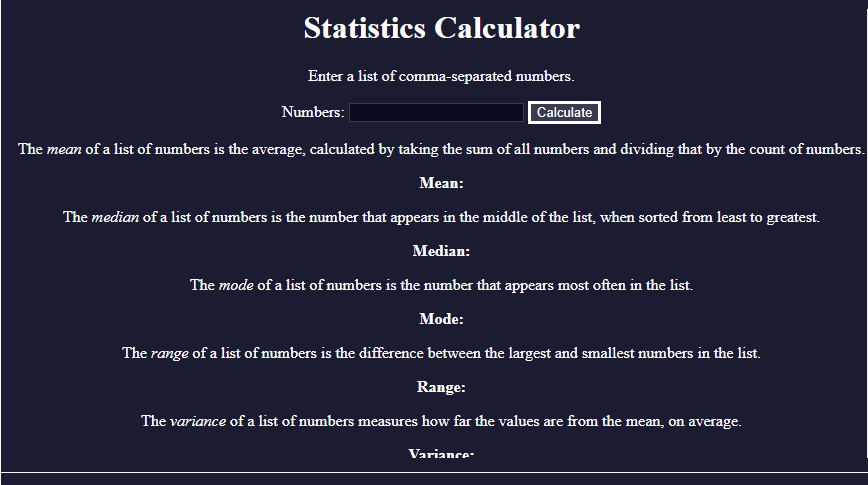 Statistics Calculator
Enter a list of comma-separated numbers.
Numbers: Calculate
The mean of a list of numbers is the average, calculated by taking the sum of all numbers and dividing that by the count of numbers.
Mean:
The median of a list of numbers is the number that appears in the middle of the list, when sorted from least to greatest.
Median:
The mode of a list of numbers is the number that appears most often in the list.
Mode:
The range of a list of numbers is the difference between the largest and smallest numbers in the list.
Range:
The variance of a list of numbers measures how far the values are from the mean, on average.
Variance: